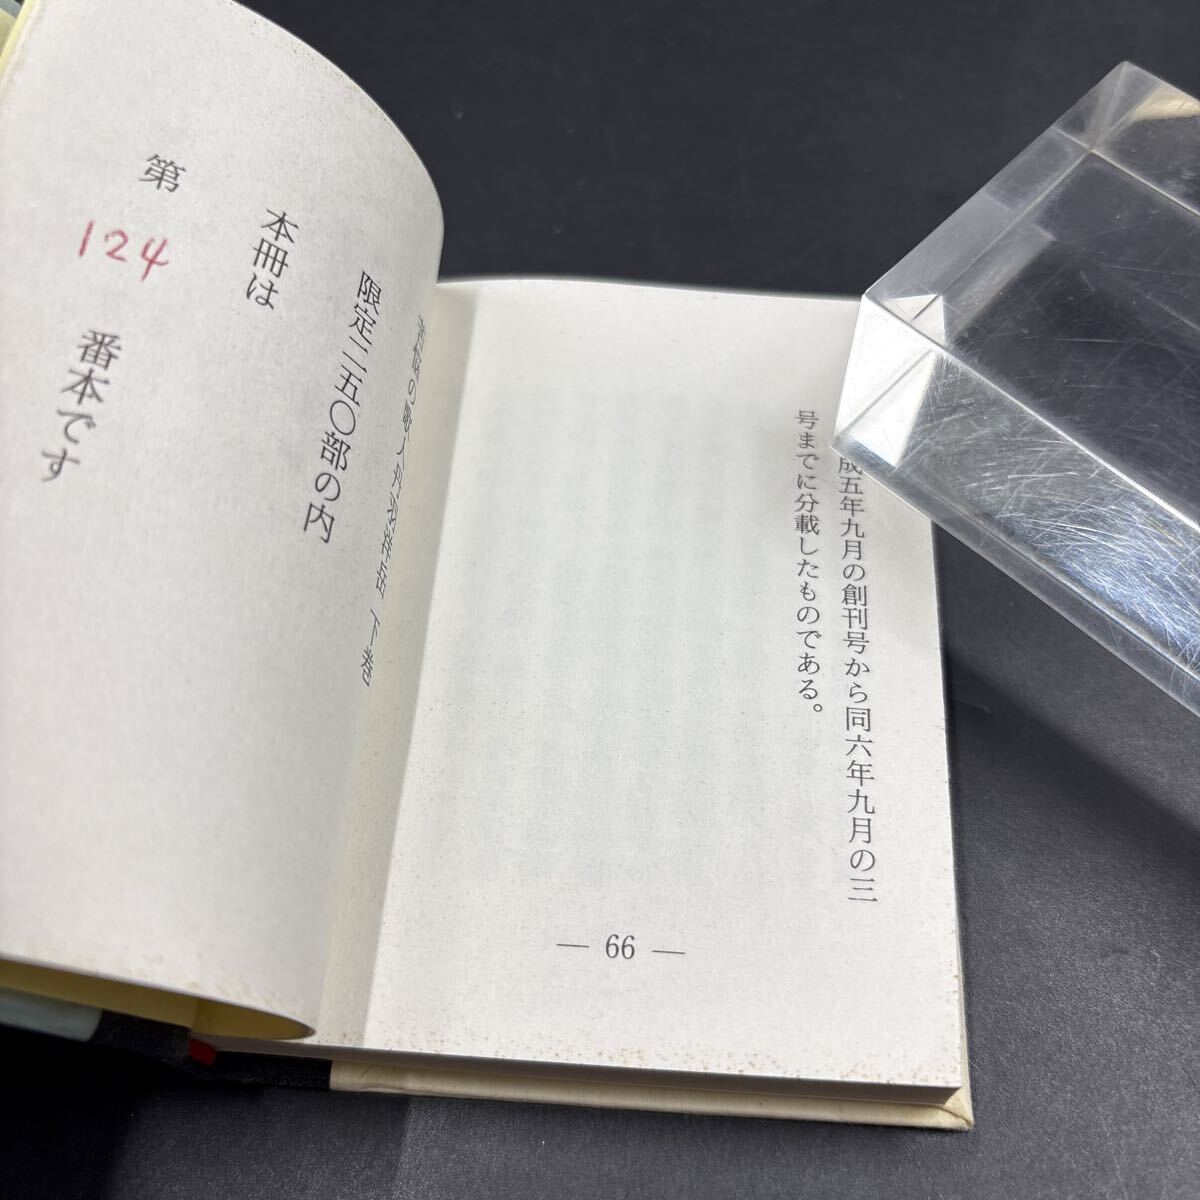 成五年九月の創刊号から同六年九月の三
号までに分載したものである。
— 66 —
下巻
限定二五〇部の内
本冊は
第
124
番本です